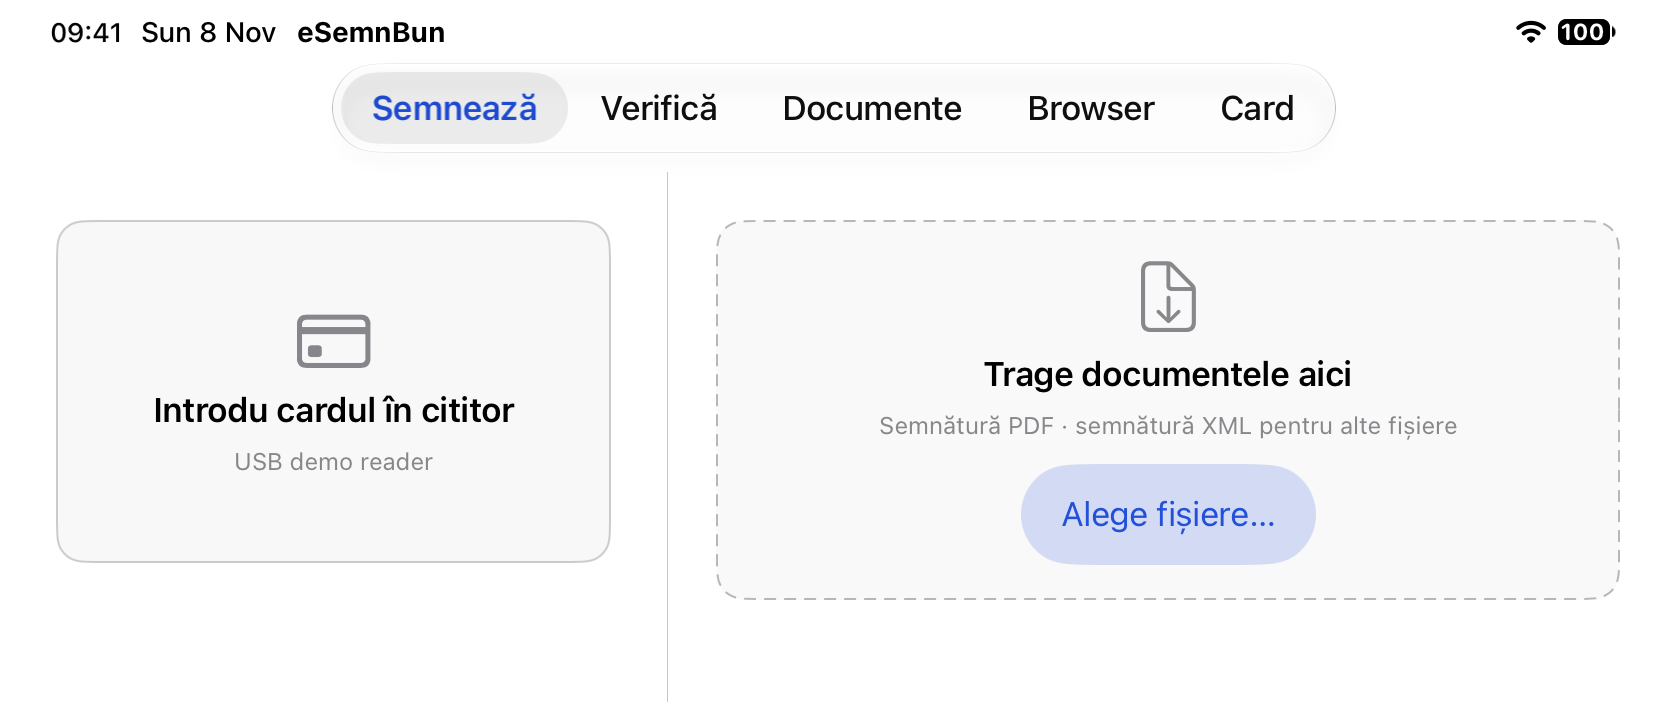 09:41 Sun 8 Nov eSemnBun
100
Semnează Verifică Documente Browser Card
Introdu cardul în cititor
USB demo reader
Trage documentele aici
Semnătură PDF · semnătură XML pentru alte fișiere
Alege fișiere...